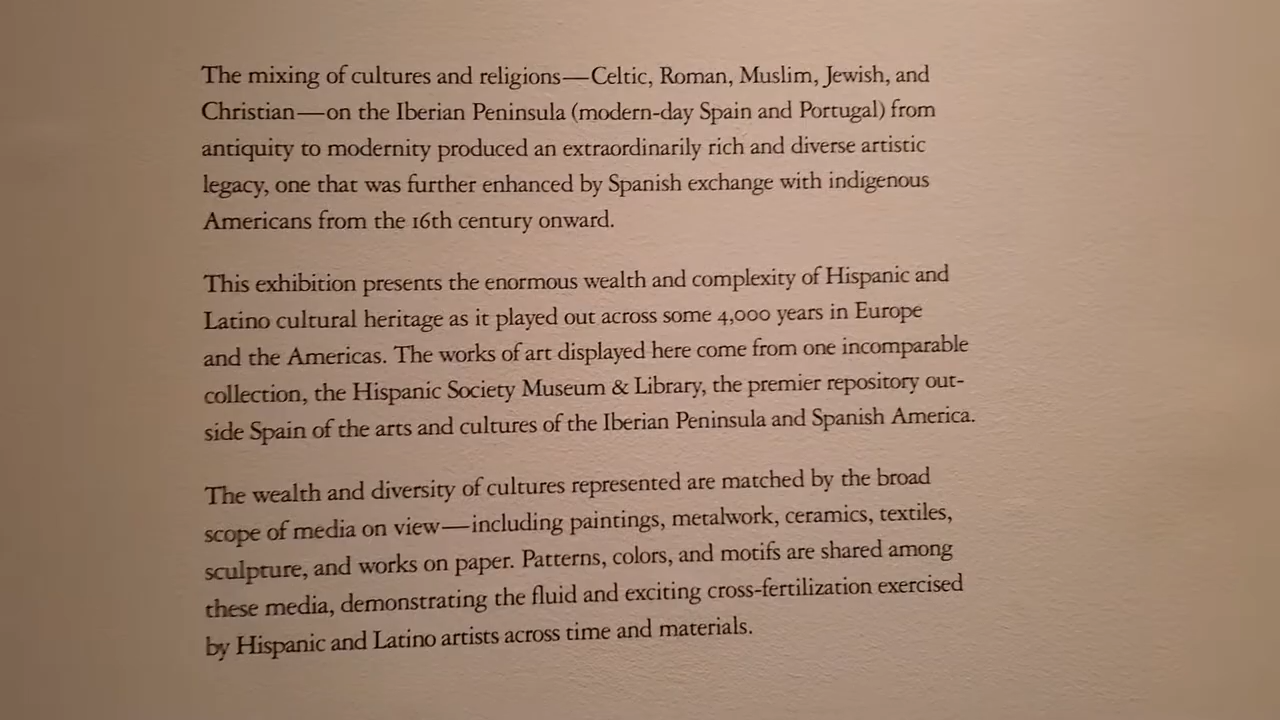 The mixing of cultures and religions—Celtic, Roman, Muslim, Jewish, and
Christian—on the Iberian Peninsula (modern-day Spain and Portugal) from
antiquity to modernity produced an extraordinarily rich and diverse artistic
legacy, one that was further enhanced by Spanish exchange with indigenous
Americans from the 16th century onward.
This exhibition presents the enormous wealth and complexity of Hispanic and
Latino cultural heritage as it played out across some 4,000 years in Europe
and the Americas. The works of art displayed here come from one incomparable
collection, the Hispanic Society Museum & Library, the premier repository out-
side Spain of the arts and cultures of the Iberian Peninsula and Spanish America.
The wealth and diversity of cultures represented are matched by the broad
scope of media on view—including paintings, metalwork, ceramics, textiles,
sculpture, and works on paper. Patterns, colors, and motifs are shared among
these media, demonstrating the fluid and exciting cross-fertilization exercised
by Hispanic and Latino artists across time and materials.